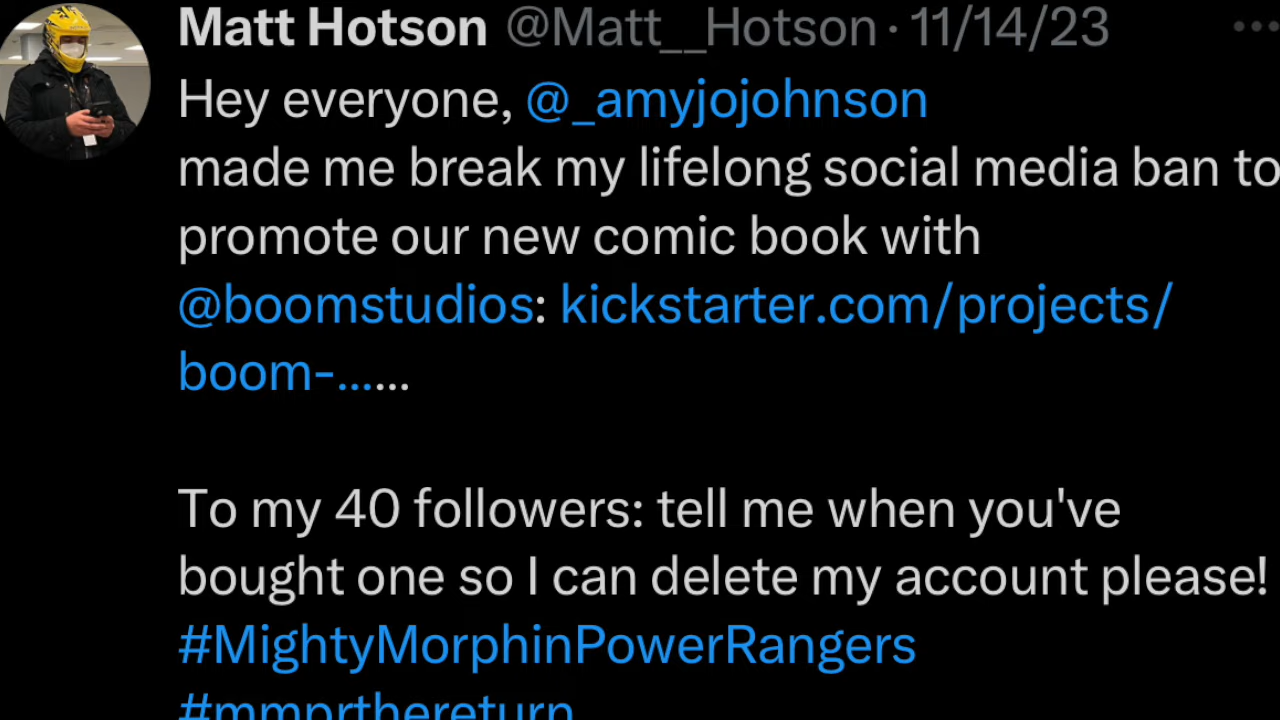 Matt Hotson @Matt__Hotson · 11/14/23 ...
Hey everyone, @_amyjojohnson
made me break my lifelong social media ban to
promote our new comic book with
@boomstudios: kickstarter.com/projects/
boom-......
To my 40 followers: tell me when you've
bought one so I can delete my account please!
#MightyMorphinPowerRangers
#mmprthereturn